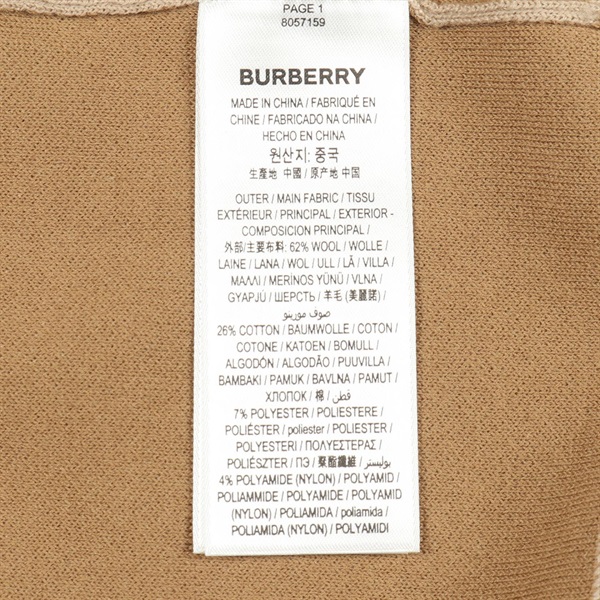 PAGE 1
8057159
BURBERRY
MADE IN CHINA / FABRIQUÉ EN
CHINE / FABRICADO NA CHINA /
HECHO EN CHINA
원산지: 중국
生產地 中國 / 原产地 中国
OUTER / MAIN FABRIC / TISSU
EXTÉRIEUR / PRINCIPAL / EXTERIOR -
COMPOSICION PRINCIPAL /
外部/主要布料: 62% WOOL / WOLLE /
LAINE / LANA / WOL / ULL / LÃ / VILLA /
ΜΑΛΛΙ / MERİNOS YÜNÜ / VLNA /
GYAPJÚ / ШЕРСТЬ / 羊毛 (美麗諾) /
صوف مورينو
26% COTTON / BAUMWOLLE / COTON /
COTONE / KATOEN / BOMULL /
ALGODÓN / ALGODÃO / PUUVILLA /
ΒΑΜΒΑΚΙ / PAMUK / BAVLNA / PAMUT /
ХЛОПОК / 棉 / قطن /
7% POLYESTER / POLIESTERE /
POLIÉSTER / poliester / POLYESTER /
POLYESTERI / ΠΟΛΥΕΣΤΕΡΑΣ /
POLIÉSZTER / ПЭ / 聚酯纖維 / بوليستر /
4% POLYAMIDE (NYLON) / POLYAMID /
POLIAMMIDE / POLYAMIDE / POLYAMID
(NYLON) / POLIAMIDA / poliamida /
POLIAMIDA (NYLON) / POLYAMIDI